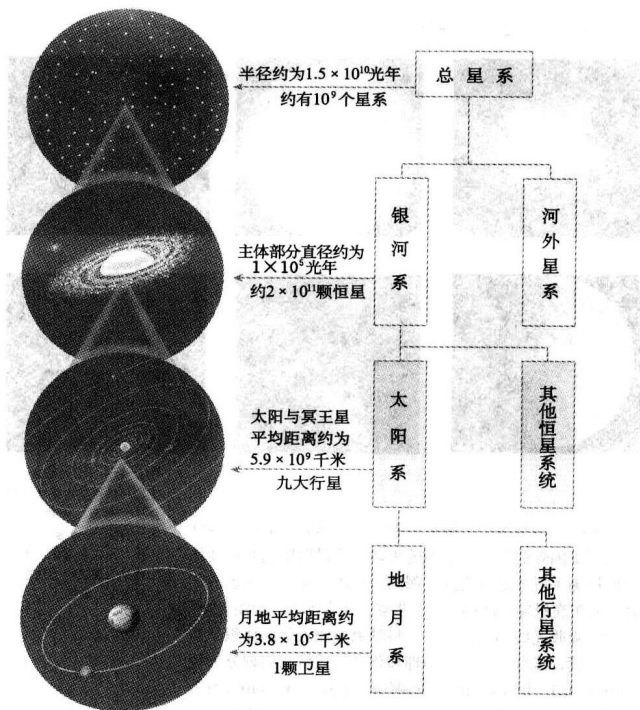 半径约为1.5×10¹⁰光年
约有10⁹个星系
总星系
银河系
河外星系
主体部分直径约为
1×10⁵光年
约2×10¹¹颗恒星
太阳系
其他恒星系统
太阳与冥王星
平均距离约为
5.9×10⁹千米
九大行星
地月系
其他行星系统
月地平均距离约
为3.8×10⁵千米
1颗卫星